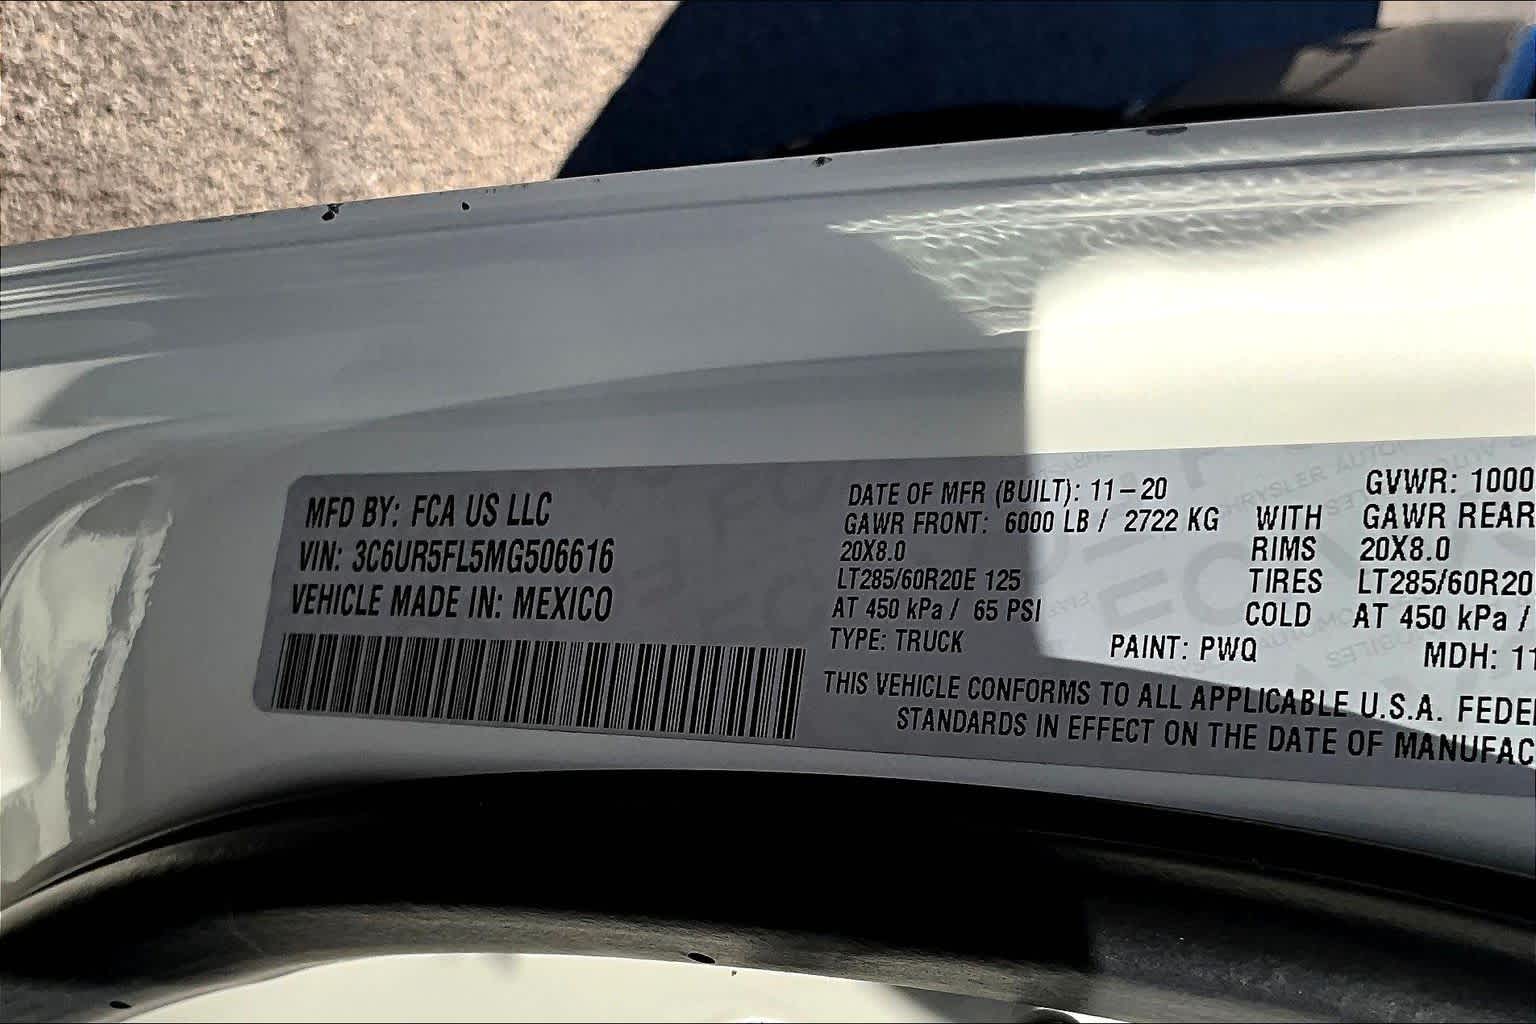 MFD BY: FCA US LLC
VIN: 3C6UR5FL5MG506616
VEHICLE MADE IN: MEXICO
DATE OF MFR (BUILT): 11-20 GVWR: 1000
GAWR FRONT: 6000 LB / 2722 KG WITH GAWR REAR
20X8.0 RIMS 20X8.0
LT285/60R20E 125 TIRES LT285/60R20
AT 450 kPa / 65 PSI COLD AT 450 kPa /
TYPE: TRUCK PAINT: PWQ MDH: 11
THIS VEHICLE CONFORMS TO ALL APPLICABLE U.S.A. FEDE
STANDARDS IN EFFECT ON THE DATE OF MANUFAC